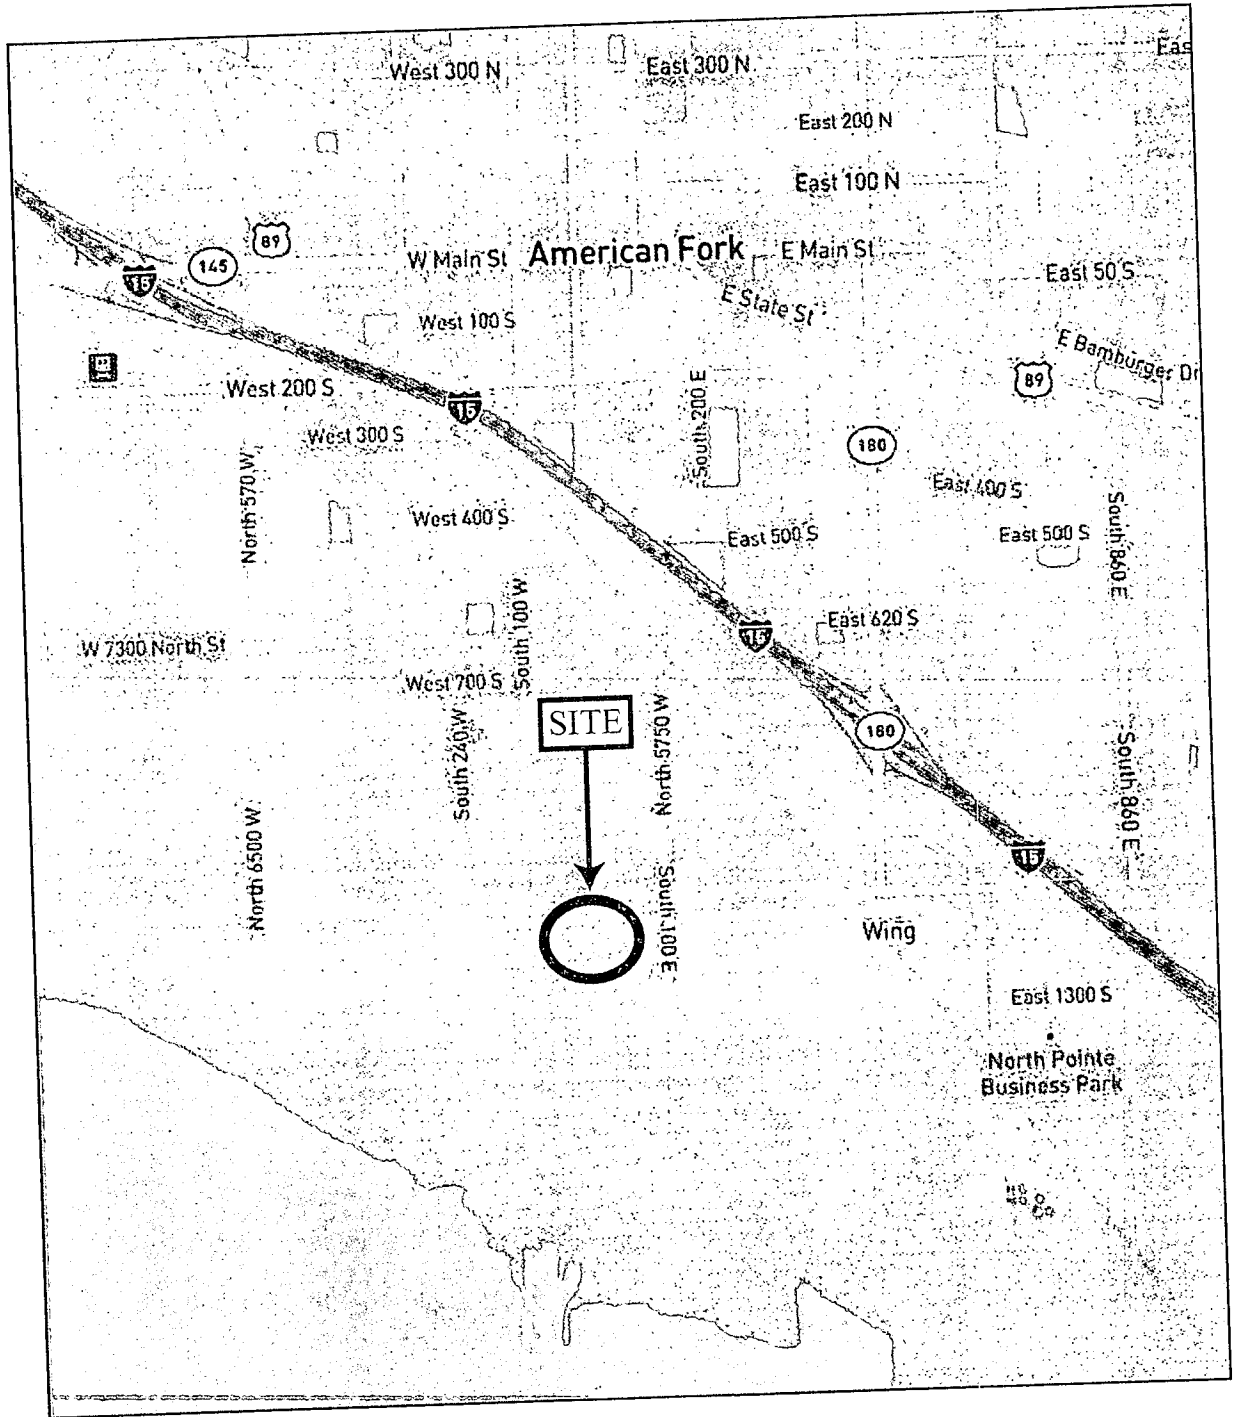 West 300 N
East 300 N
Eas
East 200 N
East 100 N
89
145
W Main St
American Fork
E Main St
15
East 50 S
E State St
West 100 S
E Bamburger Dr
89
West 200 S
15
South 200 E
West 300 S
180
North 570 W
East 400 S
West 400 S
East 500 S
East 500 S
South 860 E
South 100 W
East 620 S
15
W 7300 North St
West 700 S
SITE
North 5750 W
South 240 W
180
South 860 E
North 6500 W
15
South 100 E
Wing
East 1300 S
North Pointe
Business Park